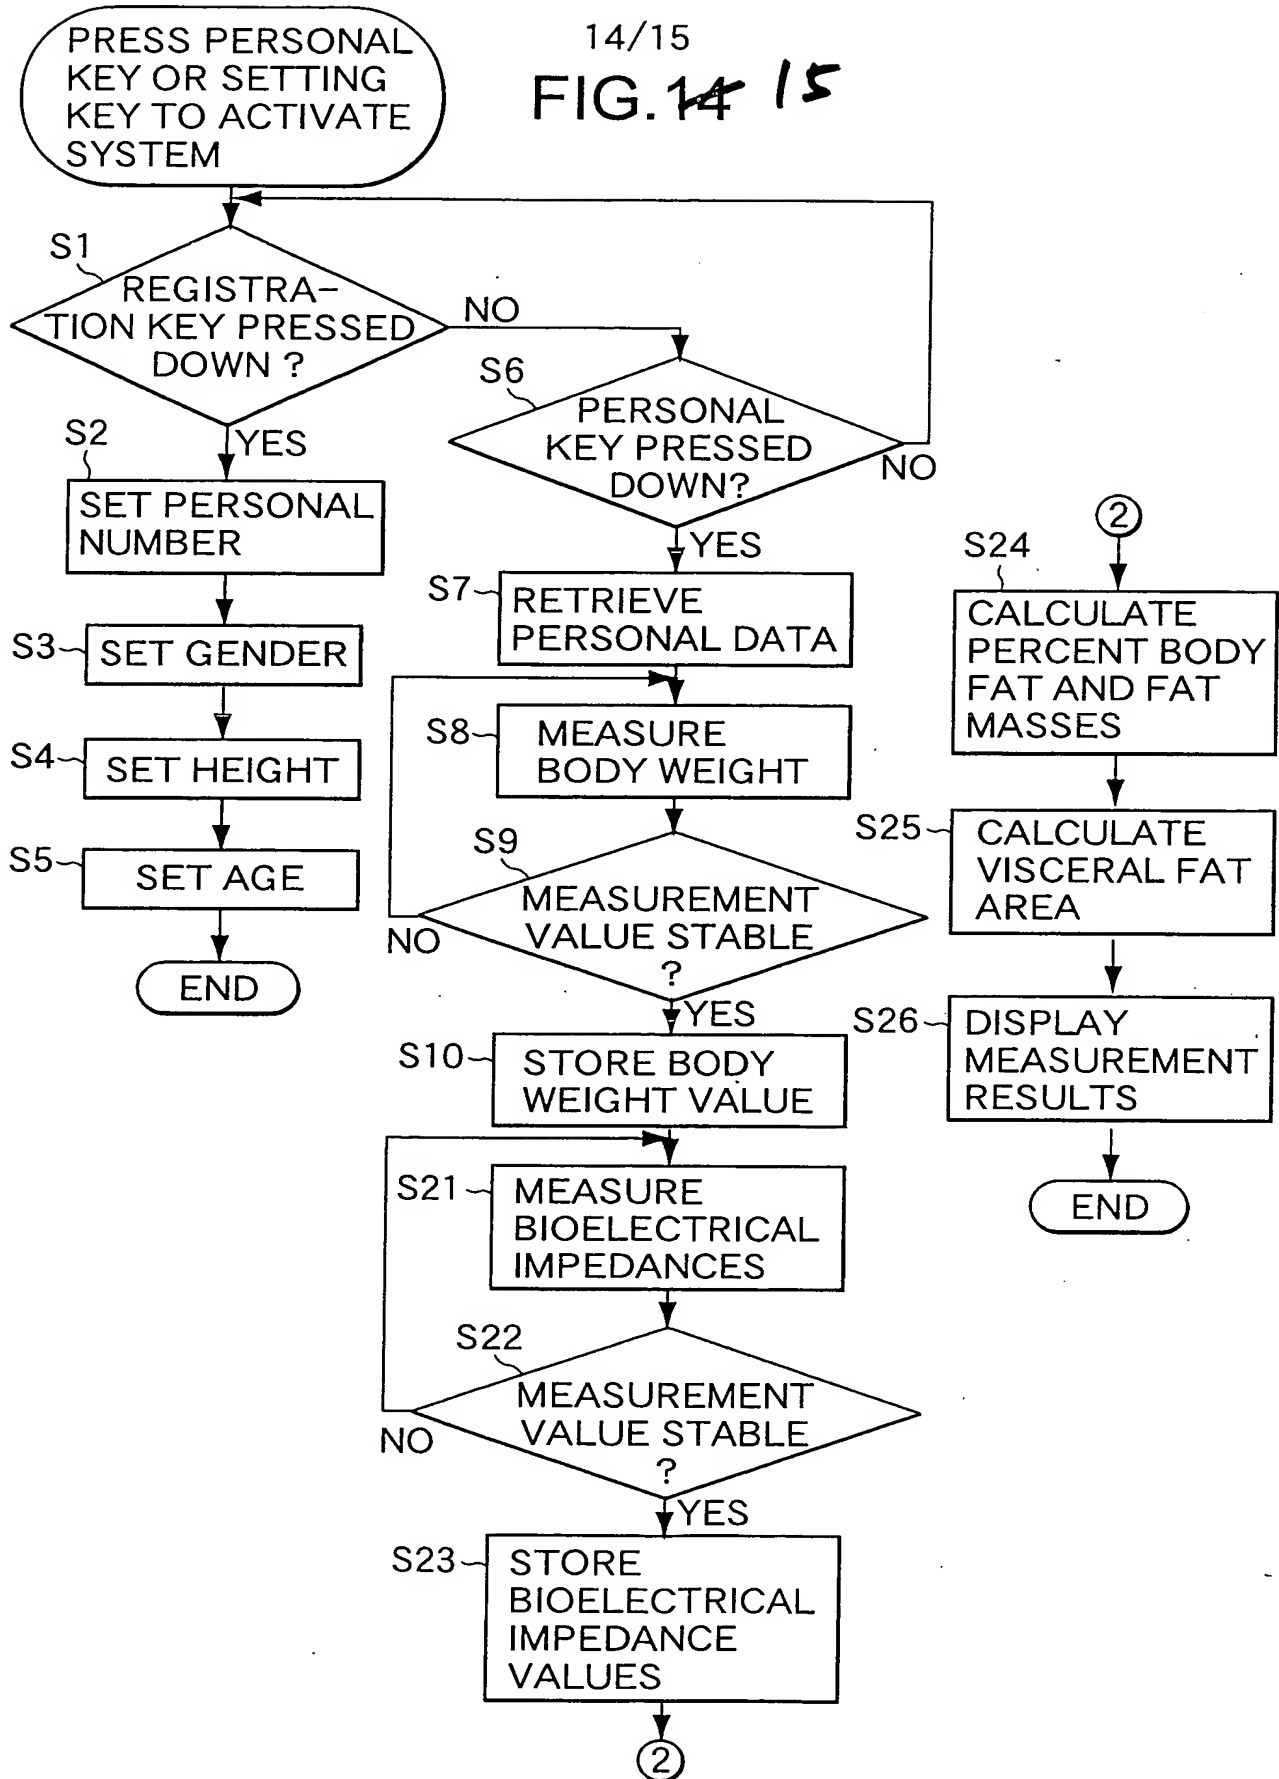 14/15
FIG. 14 15
PRESS PERSONAL
KEY OR SETTING
KEY TO ACTIVATE
SYSTEM
S1
REGISTRA-
TION KEY PRESSED
DOWN ?
NO
YES
S2
SET PERSONAL
NUMBER
S3
SET GENDER
S4
SET HEIGHT
S5
SET AGE
END
S6
PERSONAL
KEY PRESSED
DOWN?
NO
YES
S7
RETRIEVE
PERSONAL DATA
S8
MEASURE
BODY WEIGHT
S9
MEASUREMENT
VALUE STABLE
?
NO
YES
S10
STORE BODY
WEIGHT VALUE
S21
MEASURE
BIOELECTRICAL
IMPEDANCES
S22
MEASUREMENT
VALUE STABLE
?
NO
YES
S23
STORE
BIOELECTRICAL
IMPEDANCE
VALUES
2
2
S24
CALCULATE
PERCENT BODY
FAT AND FAT
MASSES
S25
CALCULATE
VISCERAL FAT
AREA
S26
DISPLAY
MEASUREMENT
RESULTS
END